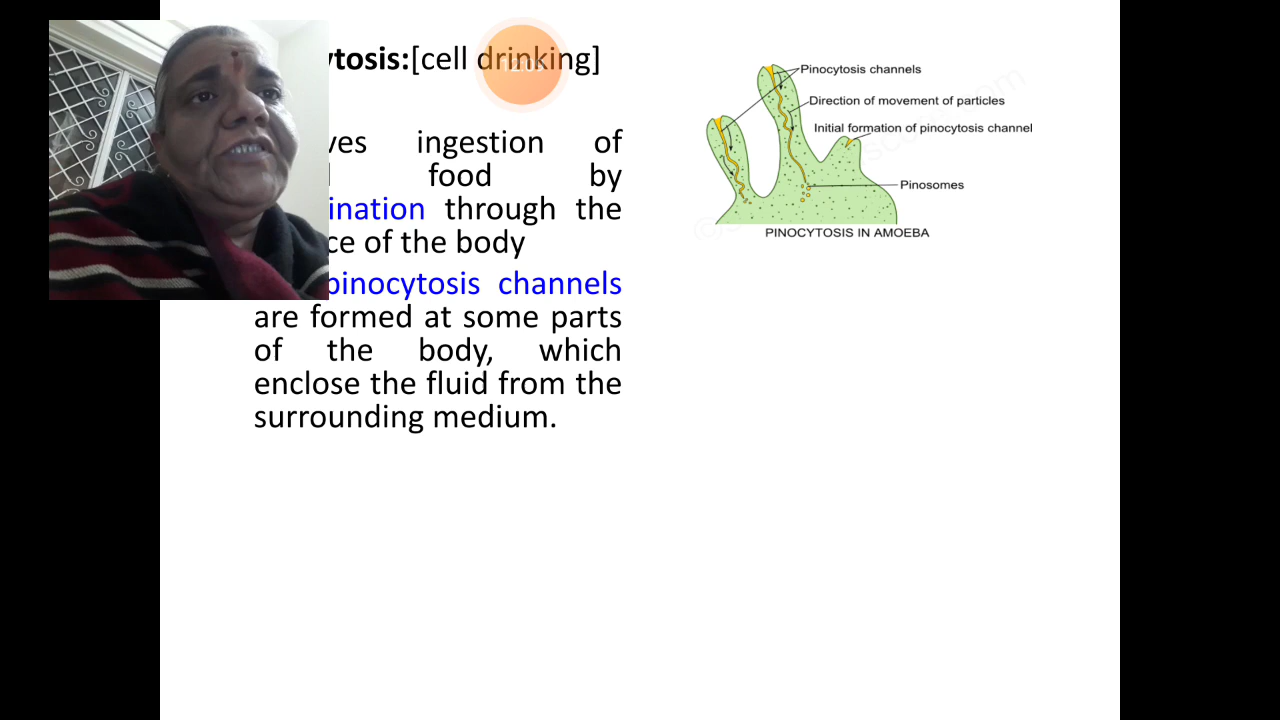 ytosis:[cell drinking]
ves ingestion of
food by
ination through the
ce of the body
pinocytosis channels
are formed at some parts
of the body, which
enclose the fluid from the
surrounding medium.
Pinocytosis channels
Direction of movement of particles
Initial formation of pinocytosis channel
Pinosomes
PINOCYTOSIS IN AMOEBA